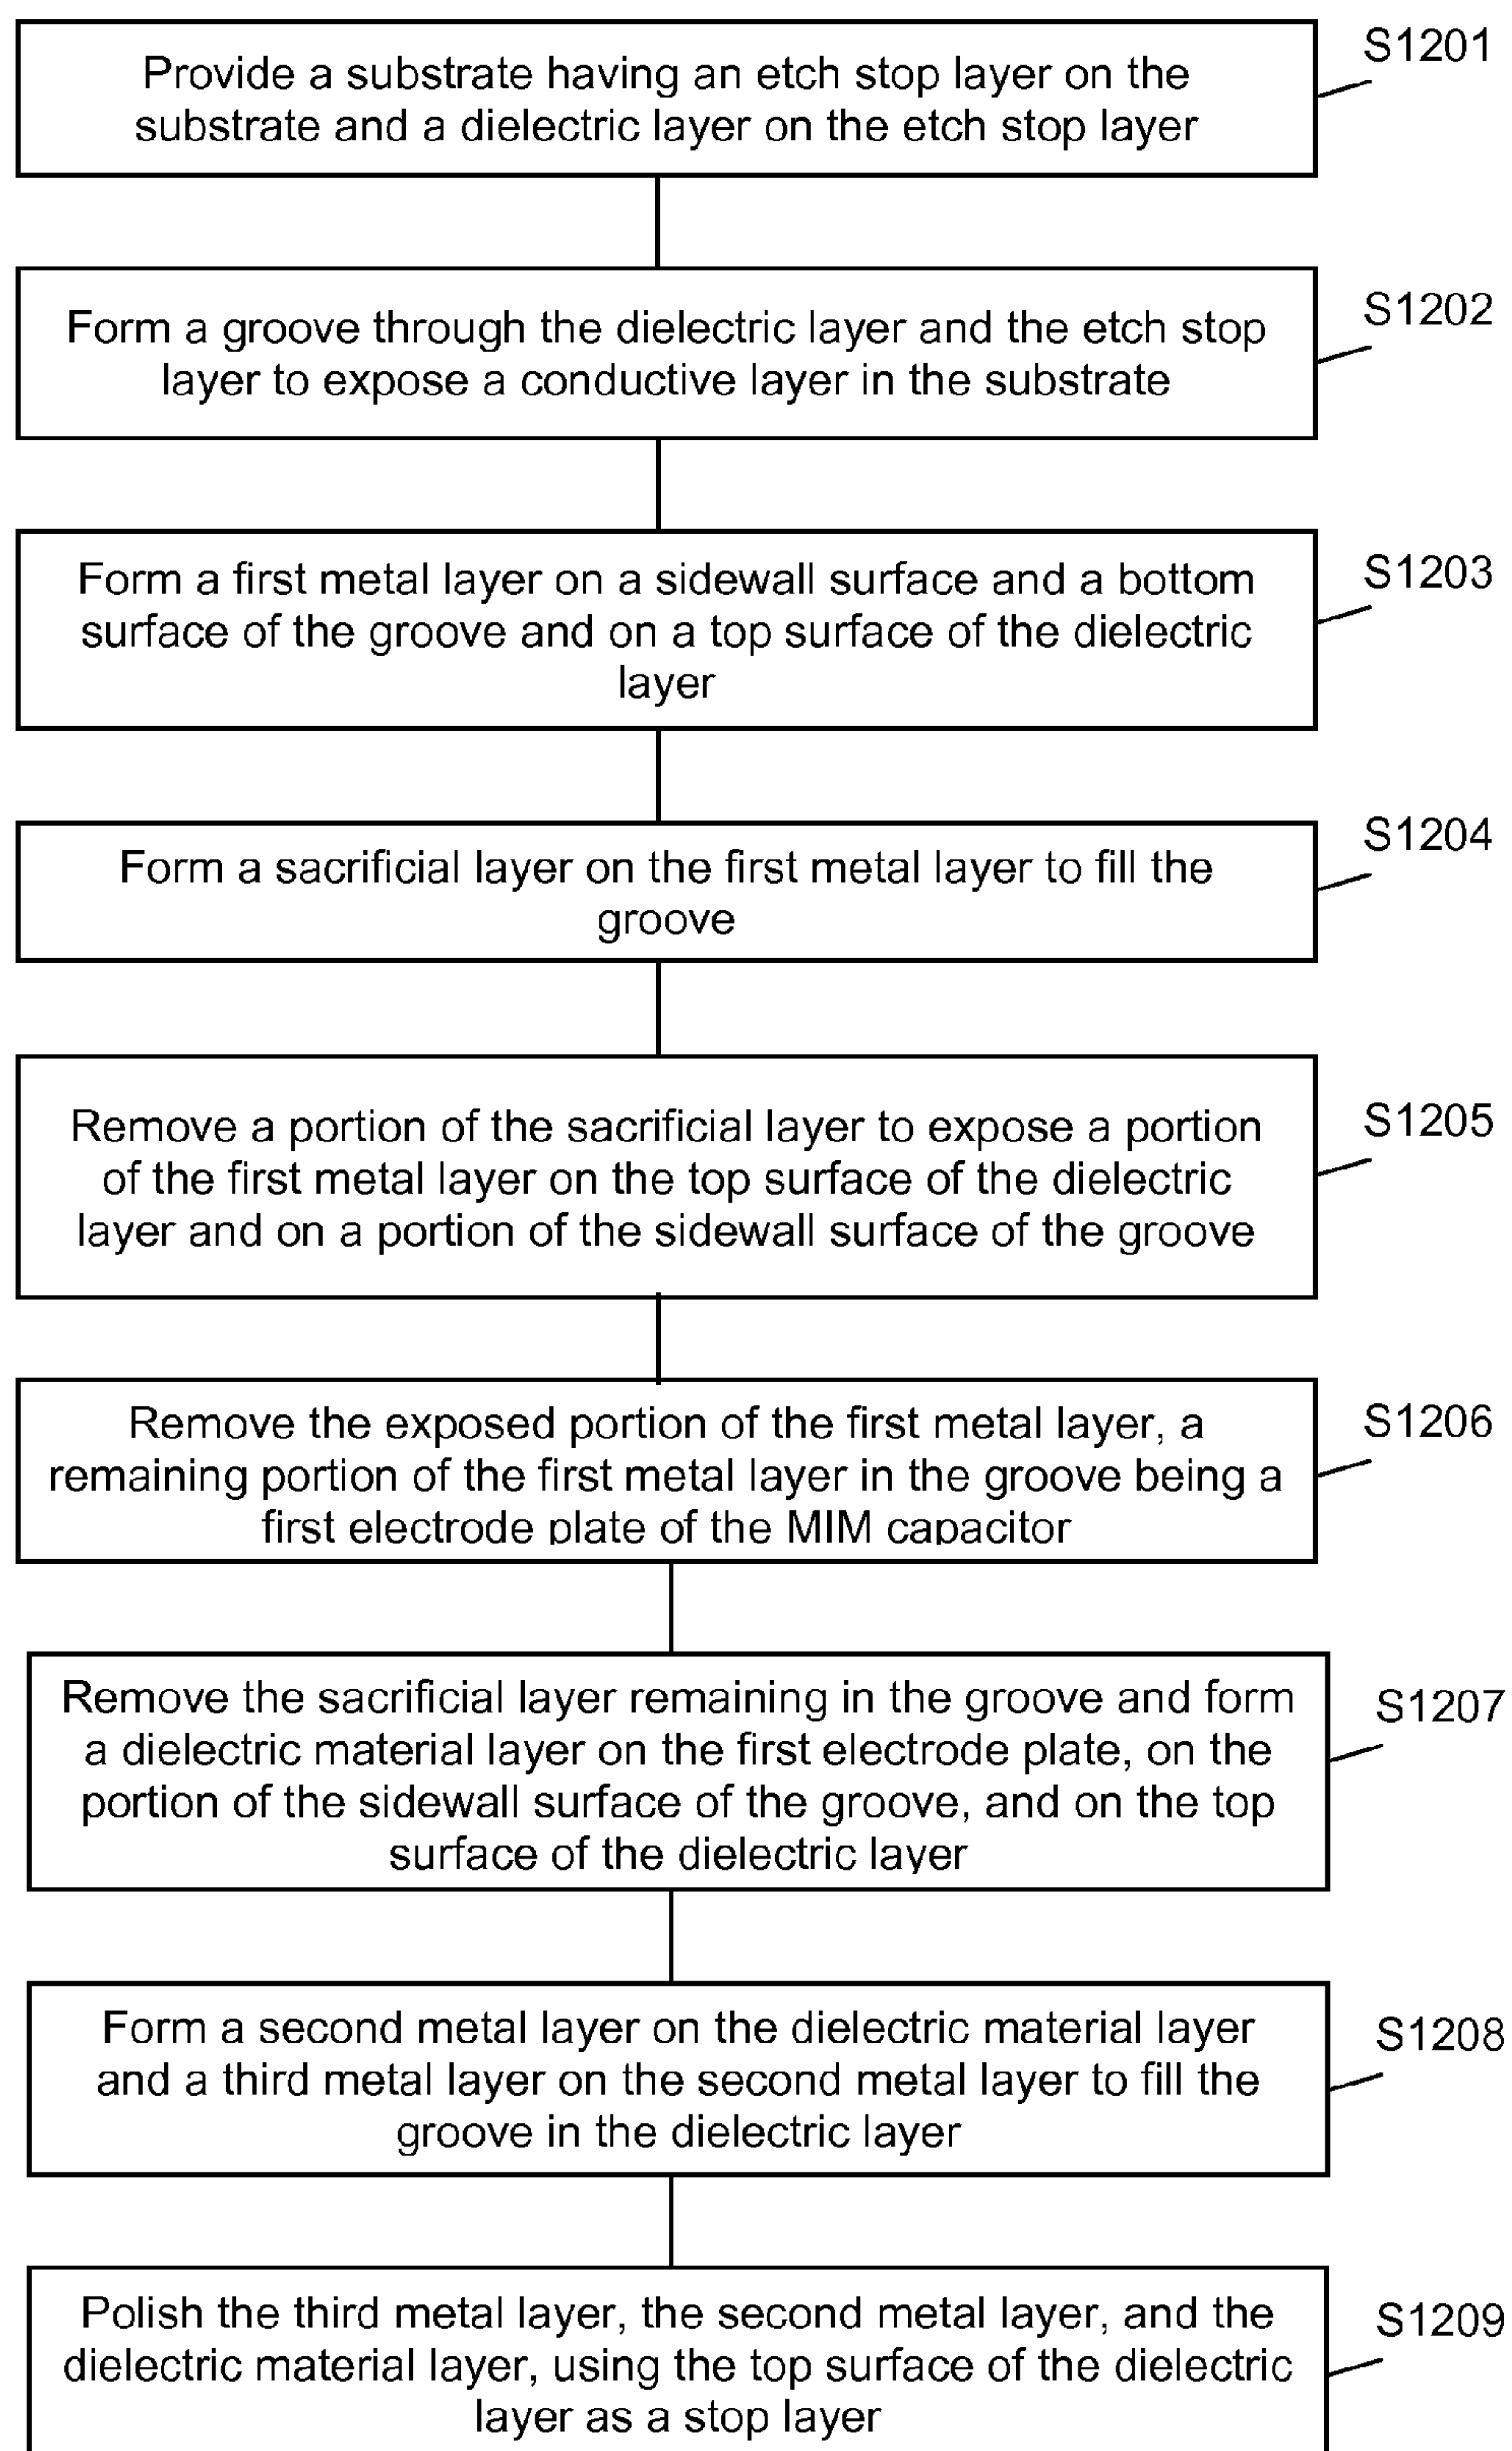 Provide a substrate having an etch stop layer on the
substrate and a dielectric layer on the etch stop layer
S1201
Form a groove through the dielectric layer and the etch stop
layer to expose a conductive layer in the substrate
S1202
Form a first metal layer on a sidewall surface and a bottom
surface of the groove and on a top surface of the dielectric
layer
S1203
Form a sacrificial layer on the first metal layer to fill the
groove
S1204
Remove a portion of the sacrificial layer to expose a portion
of the first metal layer on the top surface of the dielectric
layer and on a portion of the sidewall surface of the groove
S1205
Remove the exposed portion of the first metal layer, a
remaining portion of the first metal layer in the groove being a
first electrode plate of the MIM capacitor
S1206
Remove the sacrificial layer remaining in the groove and form
a dielectric material layer on the first electrode plate, on the
portion of the sidewall surface of the groove, and on the top
surface of the dielectric layer
S1207
Form a second metal layer on the dielectric material layer
and a third metal layer on the second metal layer to fill the
groove in the dielectric layer
S1208
Polish the third metal layer, the second metal layer, and the
dielectric material layer, using the top surface of the dielectric
layer as a stop layer
S1209